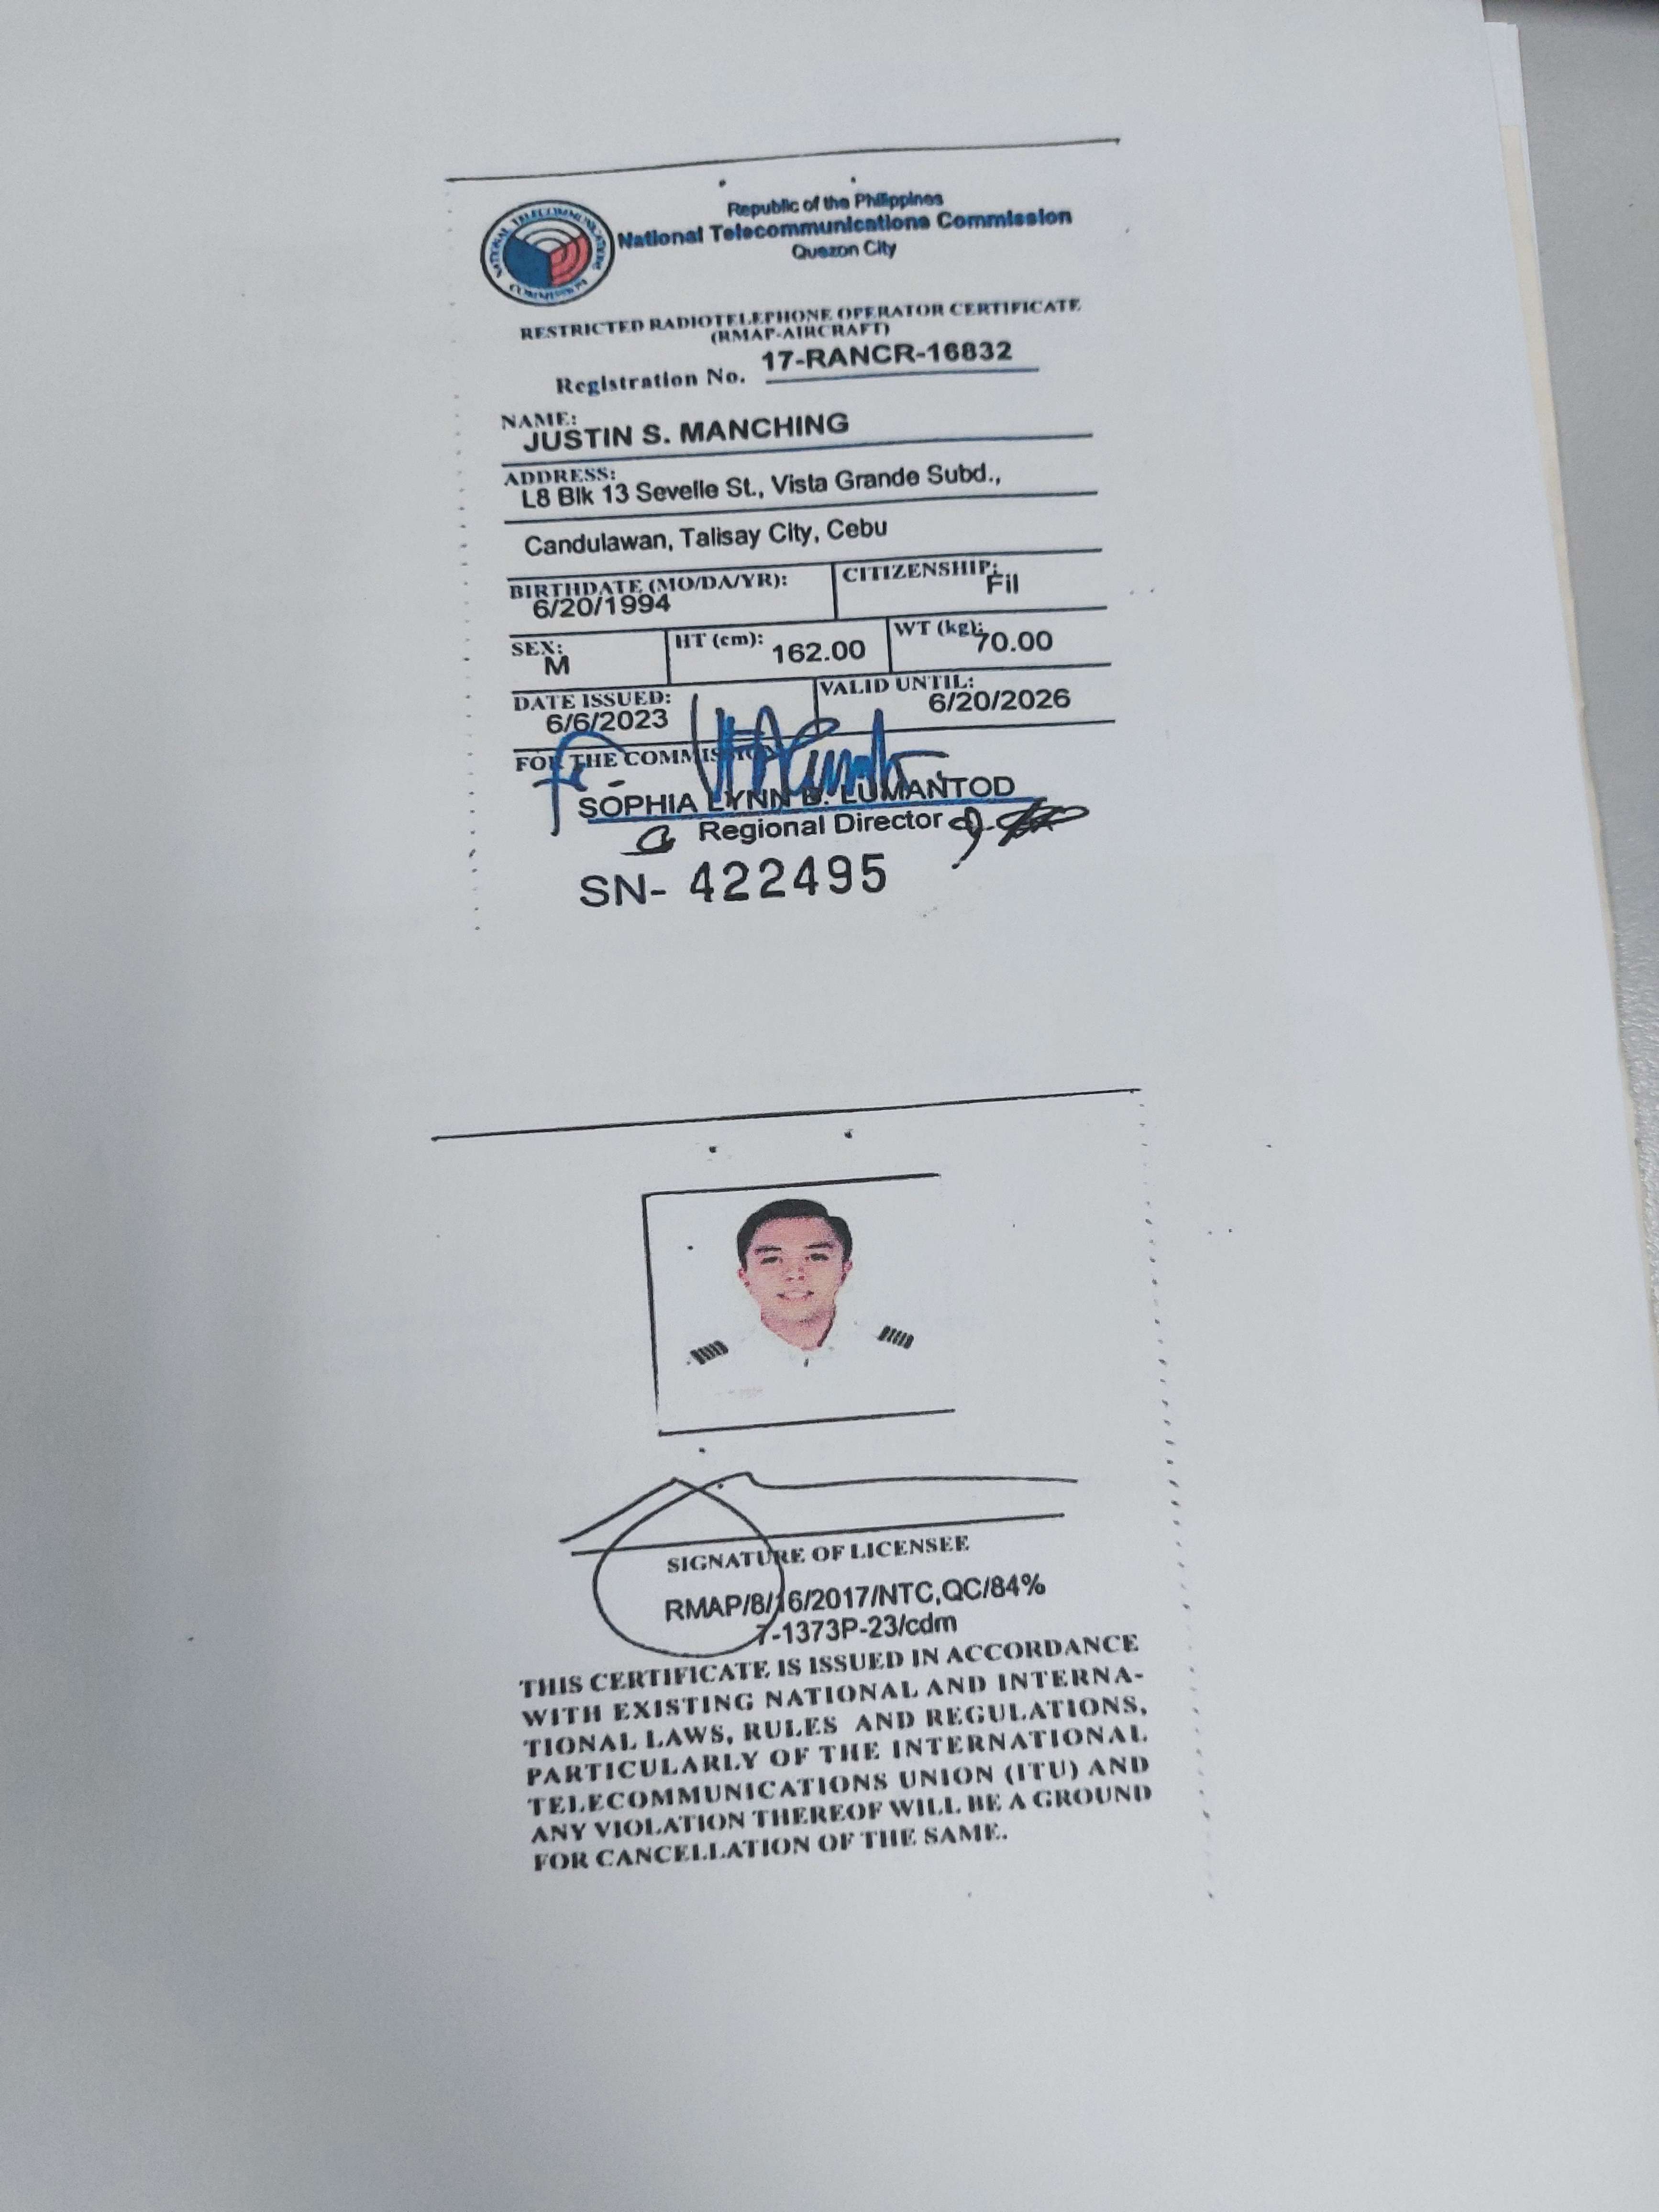 NATIONAL TELECOMMUNICATIONS
COMMISSION
Republic of the Philippines
National Telecommunications Commission
Quezon City
RESTRICTED RADIOTELEPHONE OPERATOR CERTIFICATE
(RMAP-AIRCRAFT)
Registration No. 17-RANCR-16832
NAME:
JUSTIN S. MANCHING
ADDRESS:
L8 Blk 13 Sevelle St., Vista Grande Subd.,
Candulawan, Talisay City, Cebu
BIRTHDATE (MO/DA/YR): CITIZENSHIP:
6/20/1994 Fil
SEX: HT (cm): WT (kg):
M 162.00 70.00
DATE ISSUED: VALID UNTIL:
6/6/2023 6/20/2026
FOR THE COMMISSION
SOPHIA LYNN B. LUMANTOD
Regional Director
SN- 422495
SIGNATURE OF LICENSEE
RMAP/8/16/2017/NTC,QC/84%
7-1373P-23/cdm
THIS CERTIFICATE IS ISSUED IN ACCORDANCE
WITH EXISTING NATIONAL AND INTERNA-
TIONAL LAWS, RULES AND REGULATIONS,
PARTICULARLY OF THE INTERNATIONAL
TELECOMMUNICATIONS UNION (ITU) AND
ANY VIOLATION THEREOF WILL BE A GROUND
FOR CANCELLATION OF THE SAME.